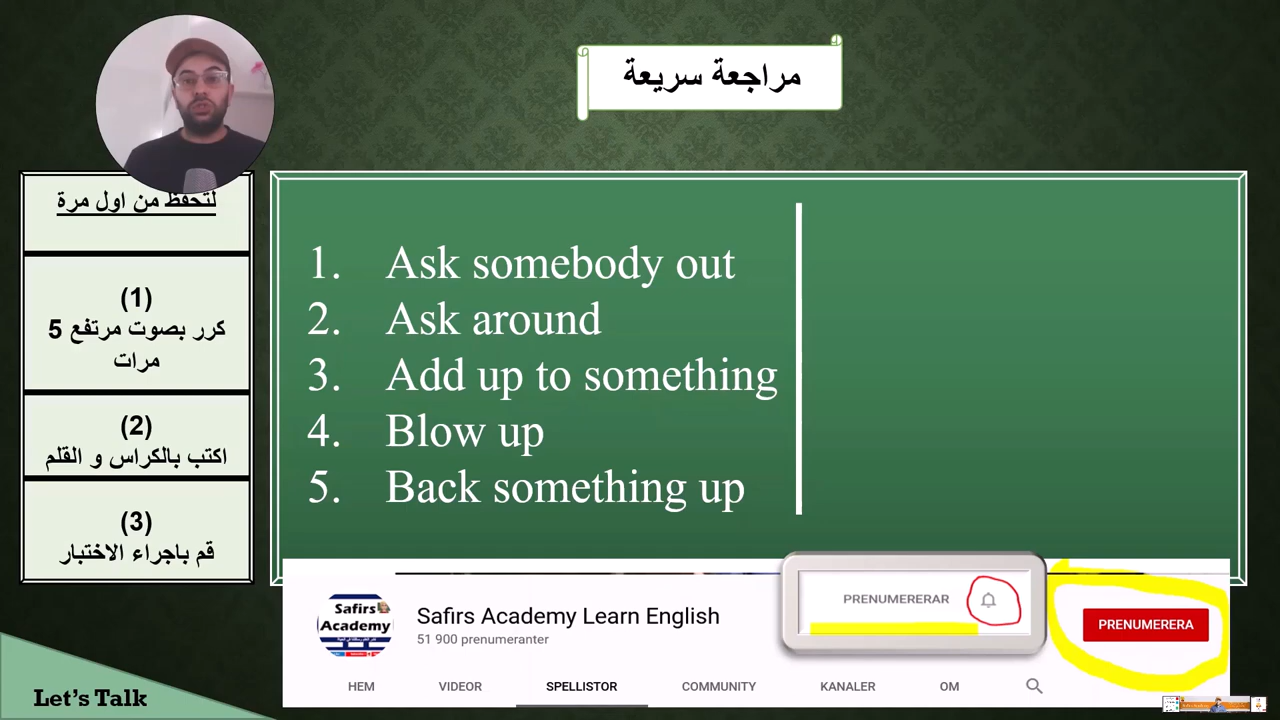 مراجعة سريعة
لتحفظ من اول مرة
(1)
كرر بصوت مرتفع 5
مرات
(2)
اكتب بالكراس و القلم
(3)
قم باجراء الاختبار
1. Ask somebody out
2. Ask around
3. Add up to something
4. Blow up
5. Back something up
Safirs
Academy
Safirs Academy Learn English
51 900 prenumeranter
PRENUMERERAR
PRENUMERERA
HEM VIDEOR SPELLISTOR COMMUNITY KANALER OM
Let's Talk